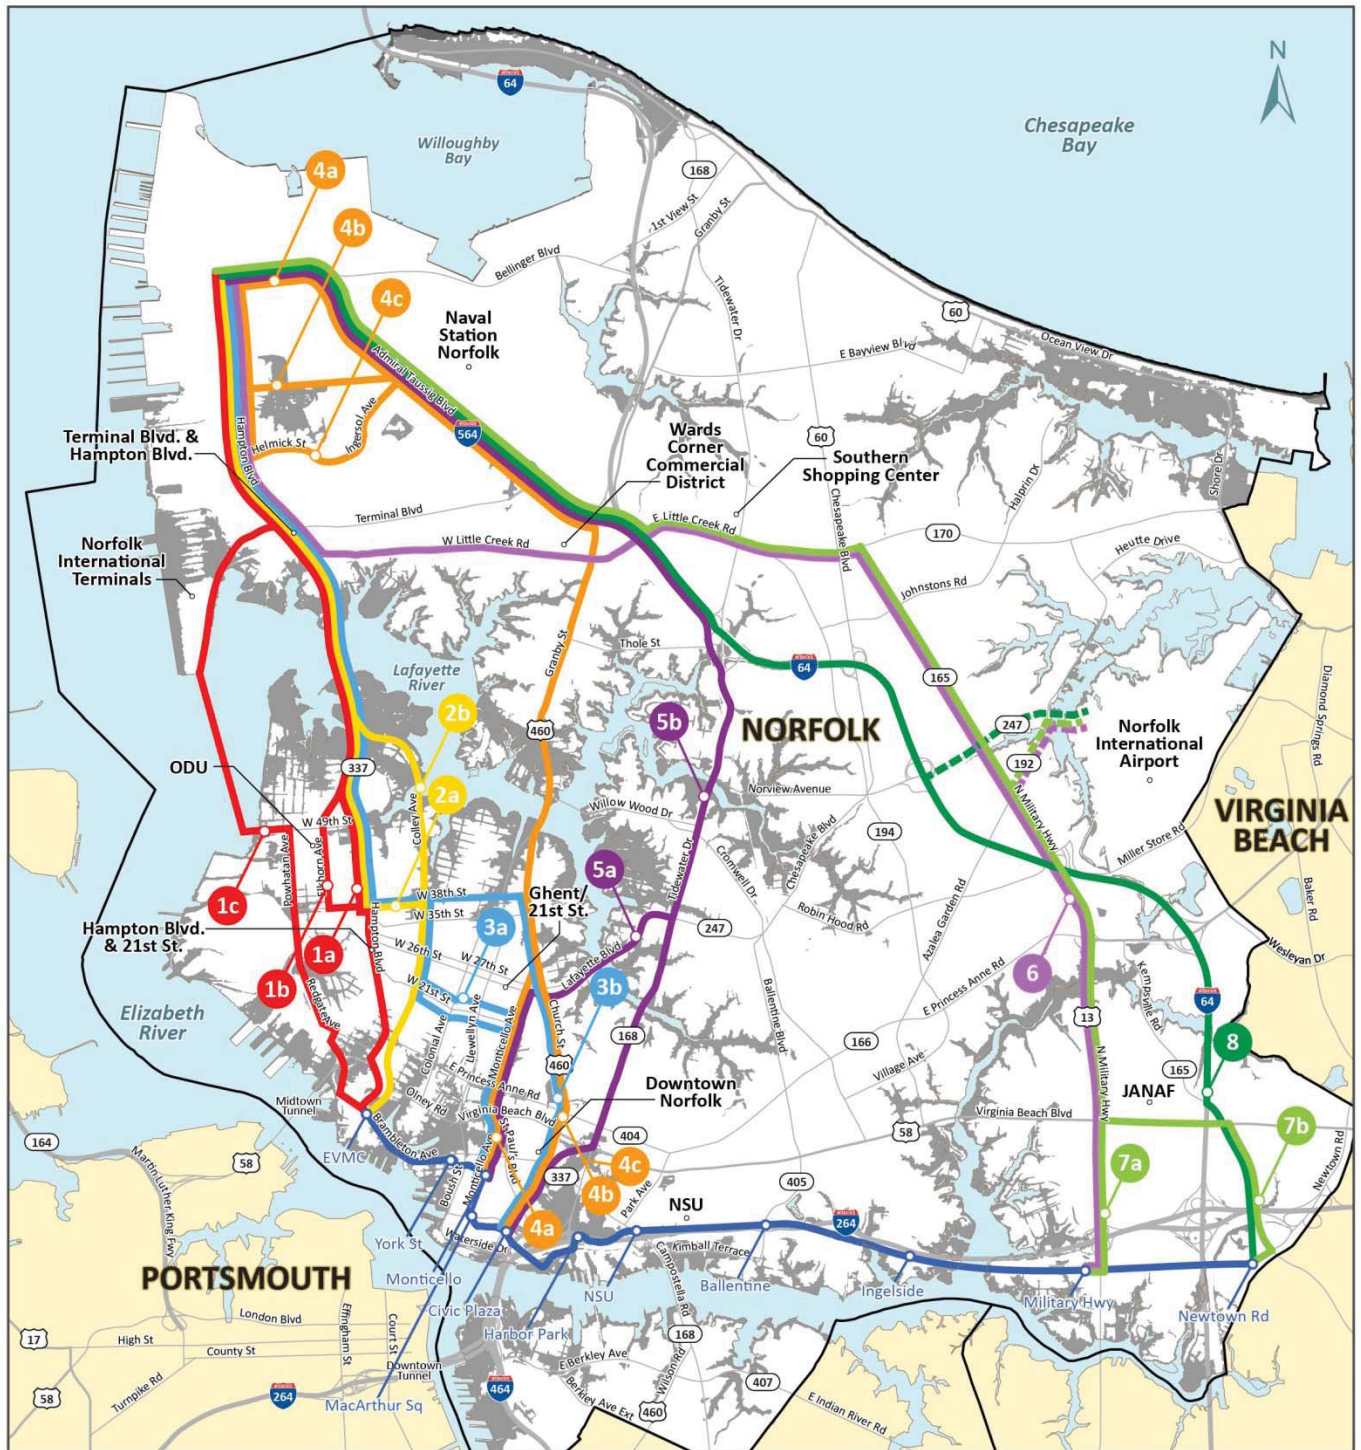 N
64
Willoughby
Bay
Chesapeake
Bay
4a
168
1st View St
Granby St
4b
Bellinger Blvd
4c
Tidewater Dr
Naval
Station
Norfolk
60
Ocean View Dr
E Bayview Blvd
Admiral Taussig Blvd
Hampton Blvd
Ingersol Ave
Helmick St
564
Terminal Blvd. &
Hampton Blvd.
Wards
Corner
Commercial
District
60
Southern
Shopping Center
Shore Dr
Halprin Dr
Chesapeake Blvd
Terminal Blvd
E Little Creek Rd
W Little Creek Rd
170
Heutte Drive
Norfolk
International
Terminals
Johnstons Rd
Granby St
Thole St
64
165
Lafayette
River
Diamond Springs Rd
2b
5b
NORFOLK
460
247
Norfolk
International
Airport
192
ODU
337
2a
Norview Avenue
N Military Hwy
Willow Wood Dr
VIRGINIA
BEACH
W 49th St
Colley Ave
Chesapeake Blvd
194
Miller Store Rd
Tidewater Dr
Cromwell Dr
Powhatan Ave
Elkhorn Ave
5a
Baker Rd
W 38th St
Ghent/
21st St.
1c
W 35th St
Azalea Garden Rd
Robin Hood Rd
Hampton Blvd.
& 21st St.
Hampton Blvd
3a
247
1a
W 26th St
W 27th St
Lafayette Blvd
Wesleyan Dr
6
1b
W 21st St
3b
E Princess Anne Rd
Kempsville Rd
Elizabeth
River
Redgate Ave
Colonial Ave
Llewellyn Ave
Monticello Ave
Church St
Ballentine Blvd
64
13
168
166
8
460
Village Ave
N Military Hwy
165
E Princess Anne Rd
Olney Rd
Downtown
Norfolk
JANAF
Midtown
Tunnel
Virginia Beach Blvd
Virginia Beach Blvd
164
Brambleton Ave
St Paul's Blvd
404
58
7b
EVMC
58
Martin Luther King Fwy
Boush St
Monticello Ave
337
4c
7a
Newtown Rd
4b
Park Ave
405
NSU
4a
264
York St
Waterside Dr
Kimball Terrace
PORTSMOUTH
Monticello
Campostella Rd
NSU
Ballentine
Ingelside
Military Hwy
Newtown Rd
Civic Plaza
Harbor Park
London Blvd
Effingham St
Court St
17
High St
168
County St
Downtown
Tunnel
E Berkley Ave
Wilson Rd
58
Turnpike Rd
264
MacArthur Sq
464
Berkley Ave Ext
407
460
E Indian River Rd